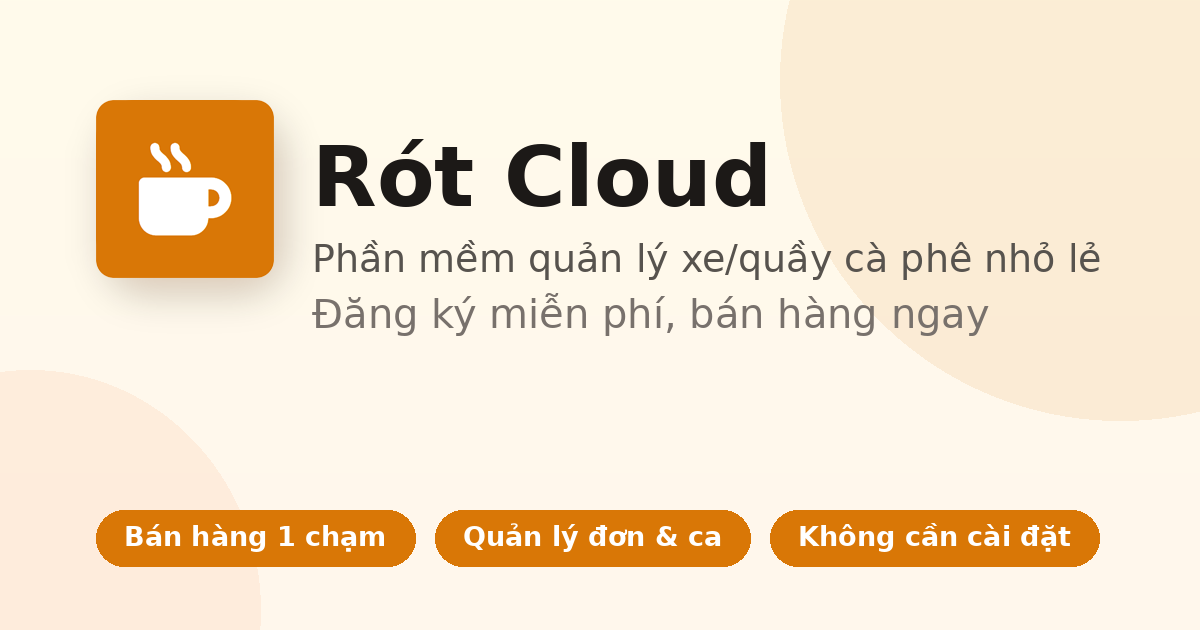 Rót Cloud
Phần mềm quản lý xe/quầy cà phê nhỏ lẻ
Đăng ký miễn phí, bán hàng ngay
Bán hàng 1 chạm
Quản lý đơn & ca
Không cần cài đặt